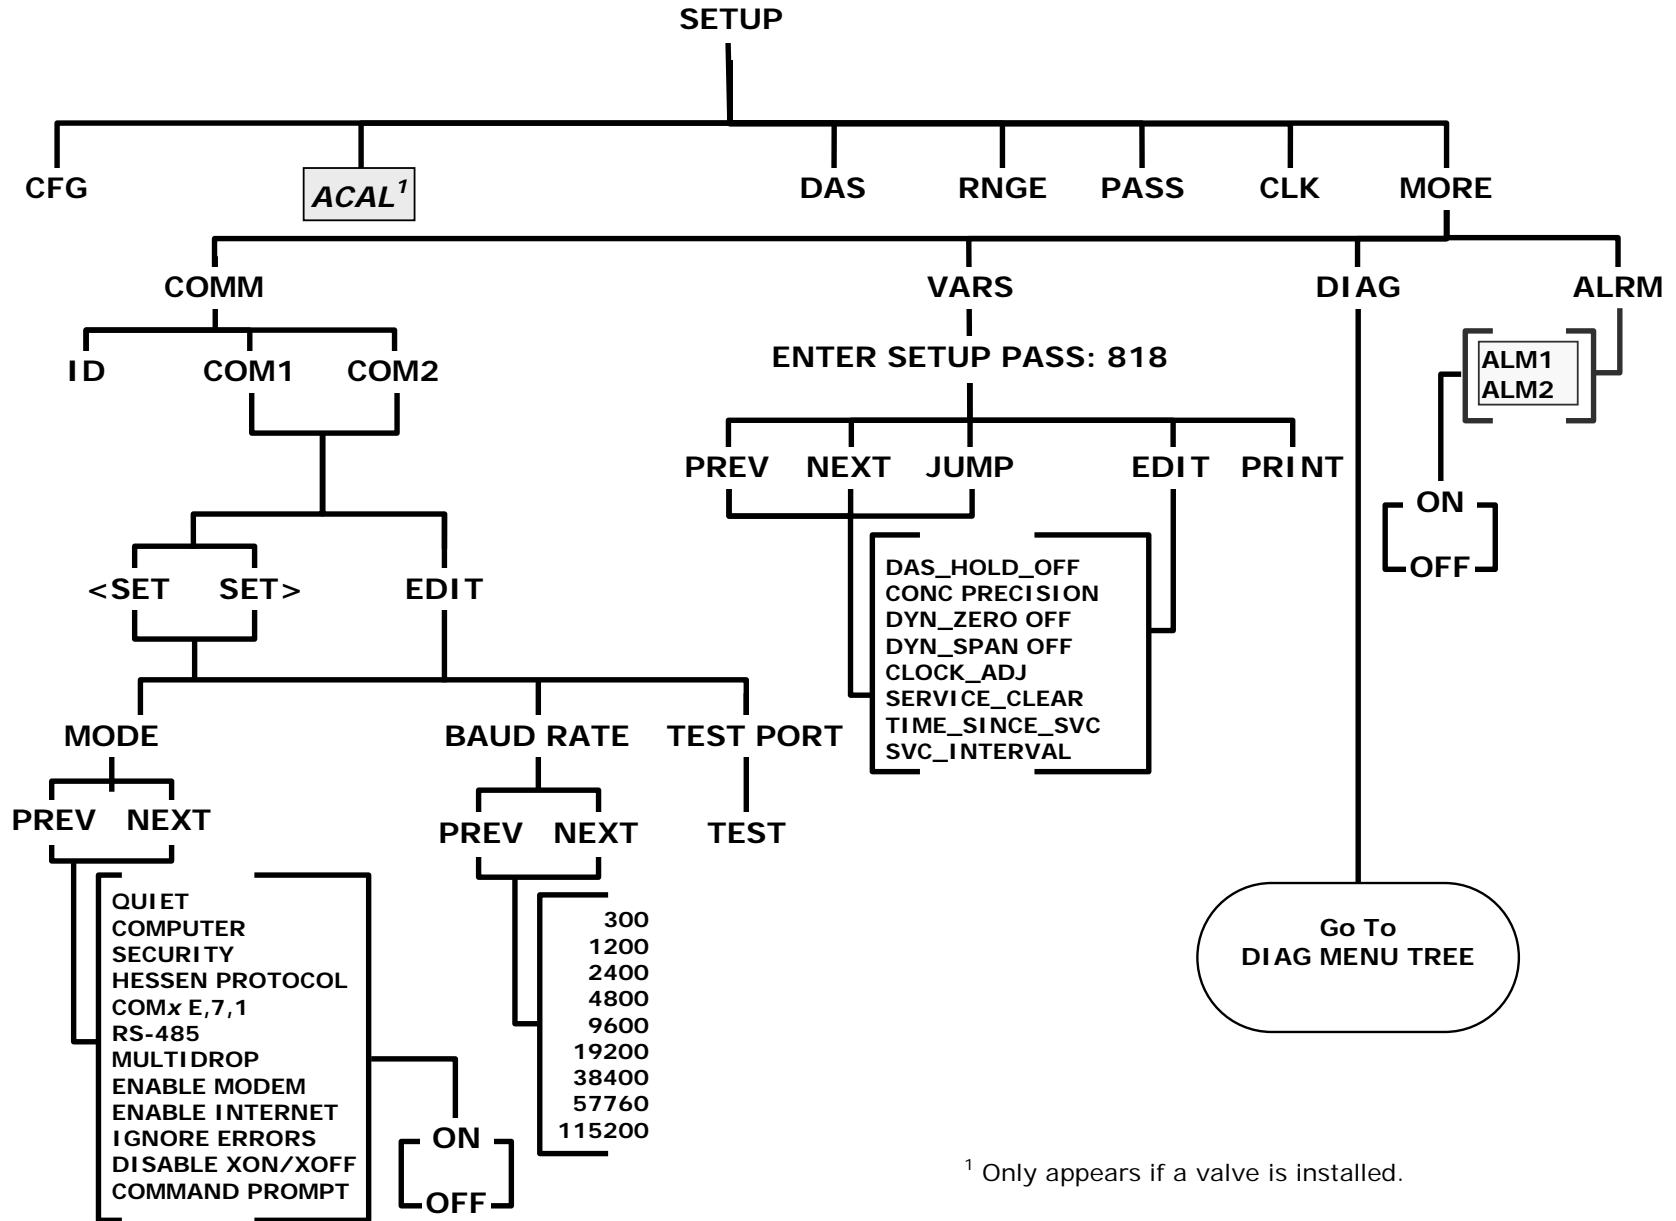 SETUP
CFG
ACAL¹
DAS
RNGE
PASS
CLK
MORE
COMM
VARS
DIAG
ALRM
ID
COM1
COM2
ENTER SETUP PASS: 818
ALM1
ALM2
PREV
NEXT
JUMP
EDIT
PRINT
ON
OFF
<SET
SET>
EDIT
DAS_HOLD_OFF
CONC PRECISION
DYN_ZERO OFF
DYN_SPAN OFF
CLOCK_ADJ
SERVICE_CLEAR
TIME_SINCE_SVC
SVC_INTERVAL
MODE
BAUD RATE
TEST PORT
PREV
NEXT
PREV
NEXT
TEST
QUIET
COMPUTER
SECURITY
HESSEN PROTOCOL
COMx E,7,1
RS-485
MULTIDROP
ENABLE MODEM
ENABLE INTERNET
IGNORE ERRORS
DISABLE XON/XOFF
COMMAND PROMPT
ON
OFF
300
1200
2400
4800
9600
19200
38400
57760
115200
Go To
DIAG MENU TREE
¹ Only appears if a valve is installed.